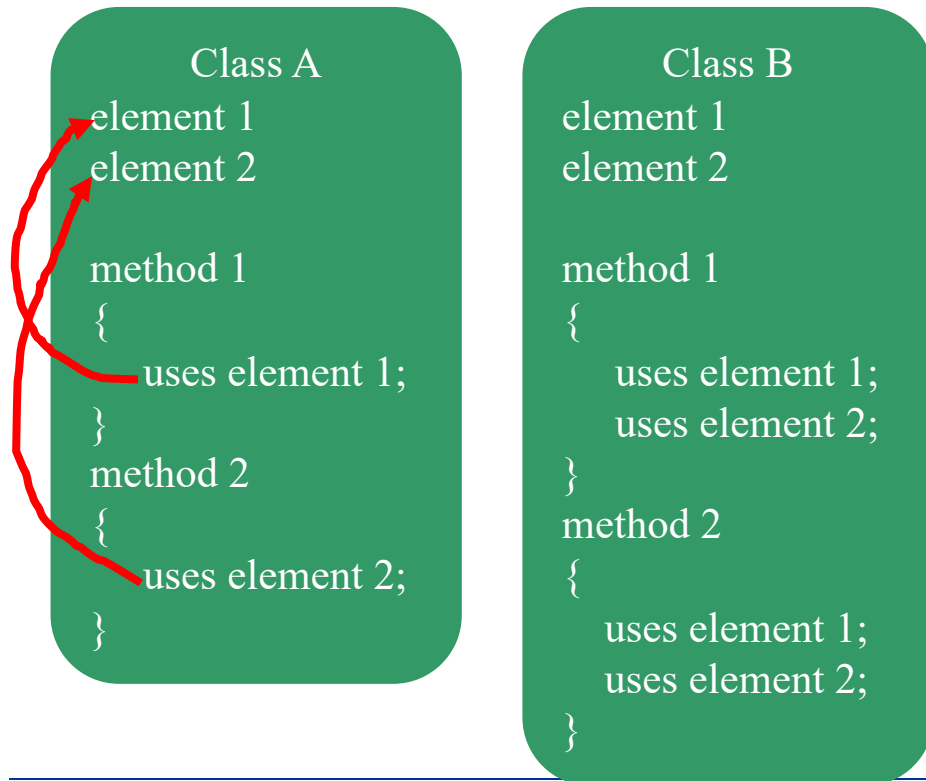 Class A
element 1
element 2
method 1
{
uses element 1;
}
method 2
{
uses element 2;
}
Class B
element 1
element 2
method 1
{
uses element 1;
uses element 2;
}
method 2
{
uses element 1;
uses element 2;
}